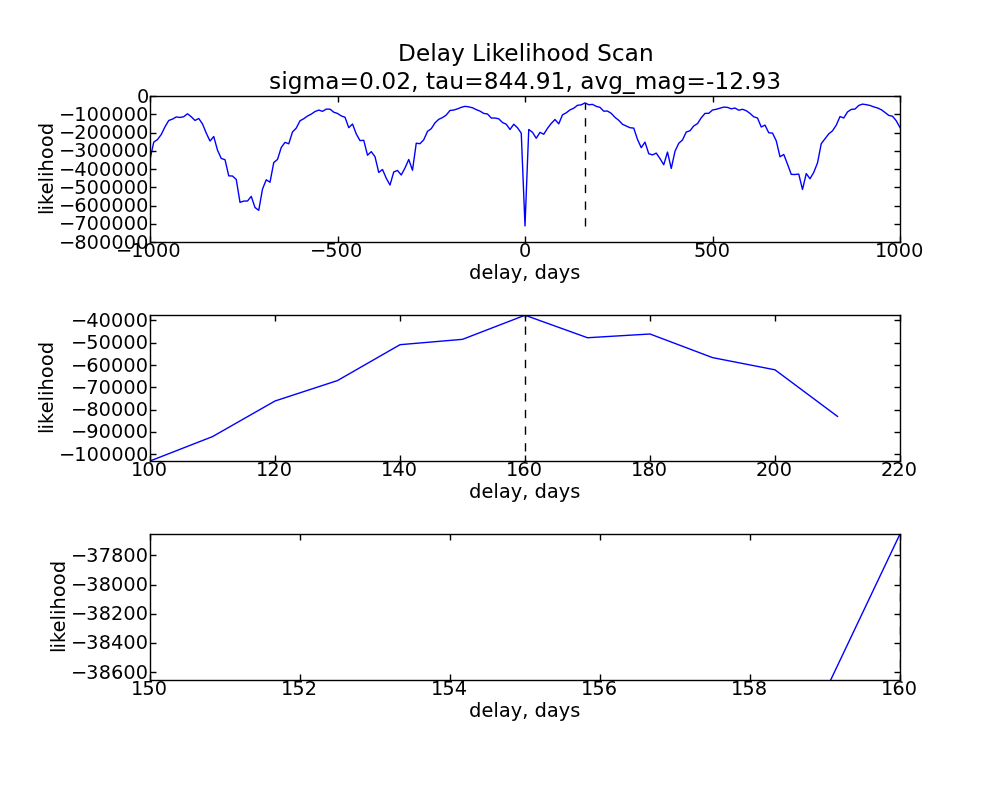 Delay Likelihood Scan
sigma=0.02, tau=844.91, avg_mag=-12.93
likelihood
0
−100000
−200000
−300000
−400000
−500000
−600000
−700000
−800000
−1000 −500 0 500 1000
delay, days
likelihood
−40000
−50000
−60000
−70000
−80000
−90000
−100000
100 120 140 160 180 200 220
delay, days
likelihood
−37800
−38000
−38200
−38400
−38600
150 152 154 156 158 160
delay, days